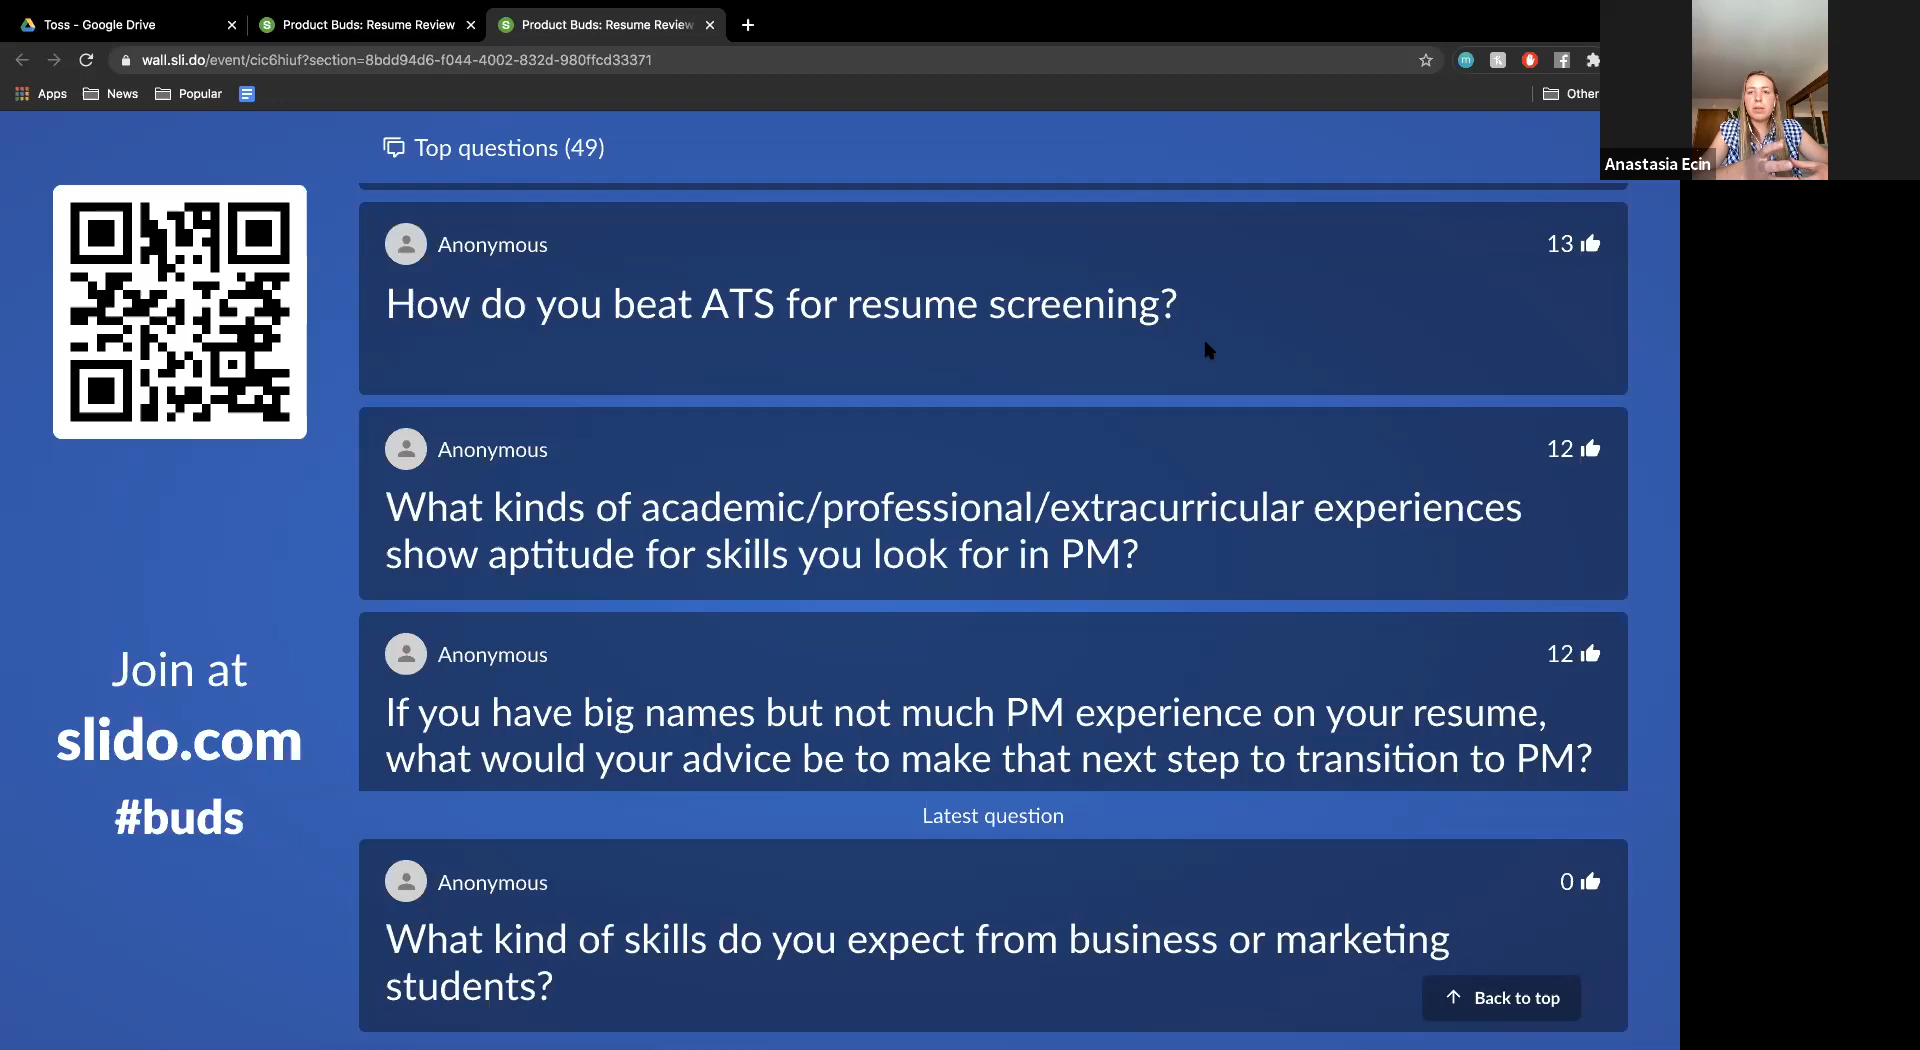 Toss - Google Drive
Product Buds: Resume Review
Product Buds: Resume Review
wall.sli.do/event/cic6hiuf?section=8bdd94d6-f044-4002-832d-980ffcd33371
Apps
News
Popular
Other
Anastasia Ecin
Top questions (49)
Anonymous
13
How do you beat ATS for resume screening?
Anonymous
12
What kinds of academic/professional/extracurricular experiences
show aptitude for skills you look for in PM?
Anonymous
12
If you have big names but not much PM experience on your resume,
what would your advice be to make that next step to transition to PM?
Join at
slido.com
#buds
Latest question
Anonymous
0
What kind of skills do you expect from business or marketing
students?
Back to top